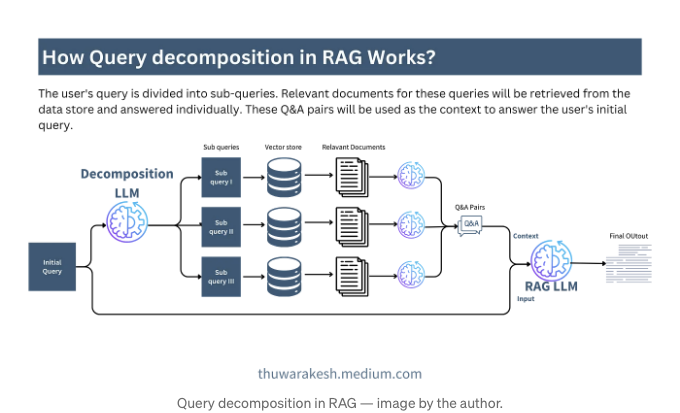 How Query decomposition in RAG Works?
The user's query is divided into sub-queries. Relevant documents for these queries will be retrieved from the
data store and answered individually. These Q&A pairs will be used as the context to answer the user's initial
query.
Sub queries
Vector store
Relavant Documents
Decomposition
LLM
Sub
query I
Sub
query II
Sub
query III
Initial
Query
Q&A Pairs
Q&A
Context
Input
RAG LLM
Final OUtout
thuwarakesh.medium.com
Query decomposition in RAG — image by the author.